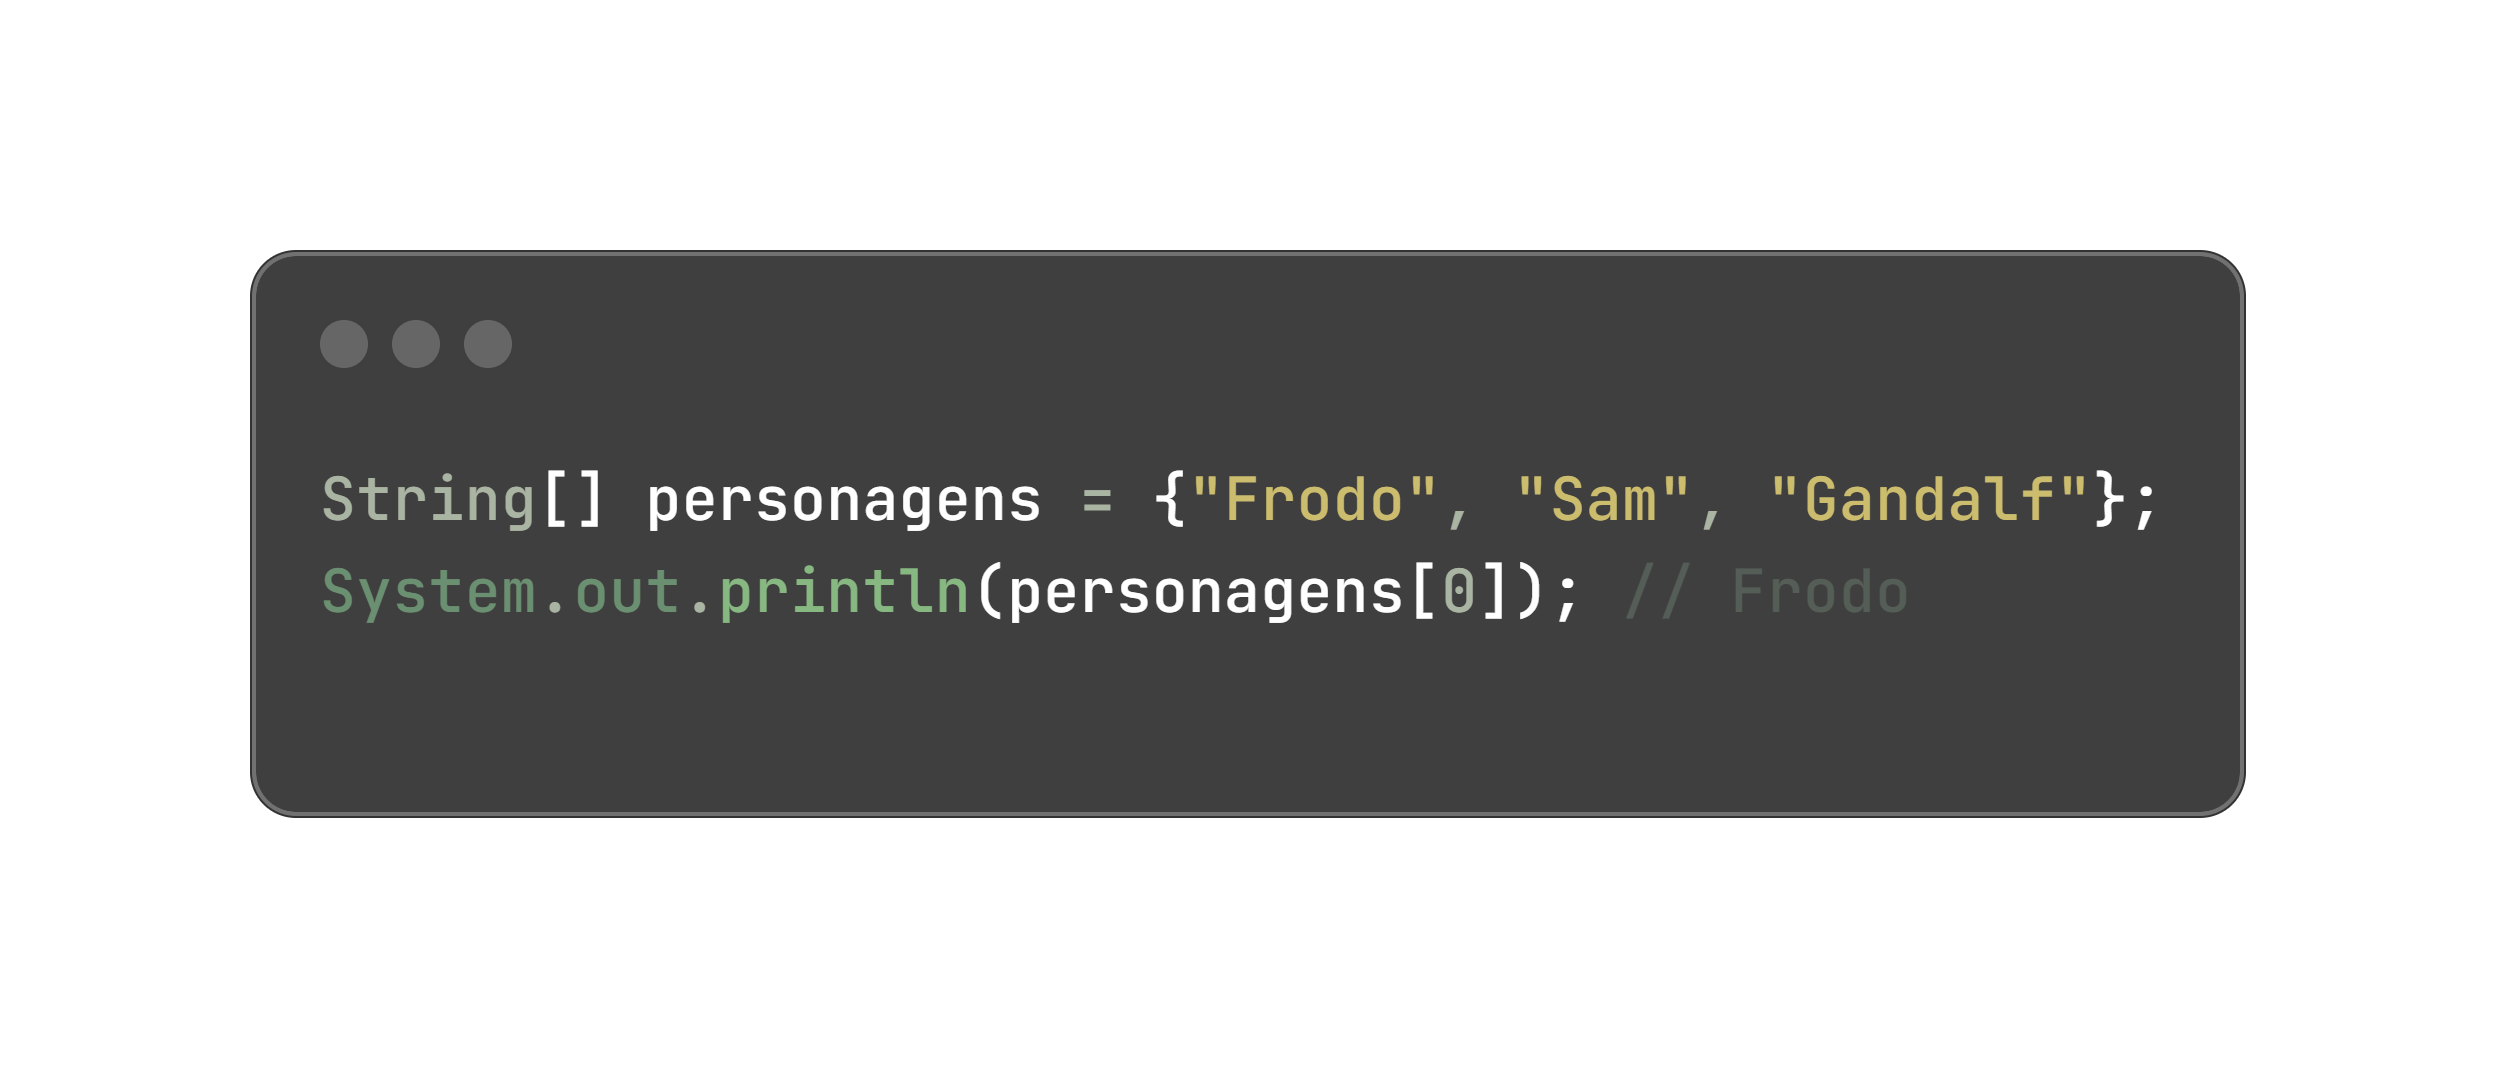 String[] personagens = {"Frodo", "Sam", "Gandalf"};
System.out.println(personagens[0]); // Frodo